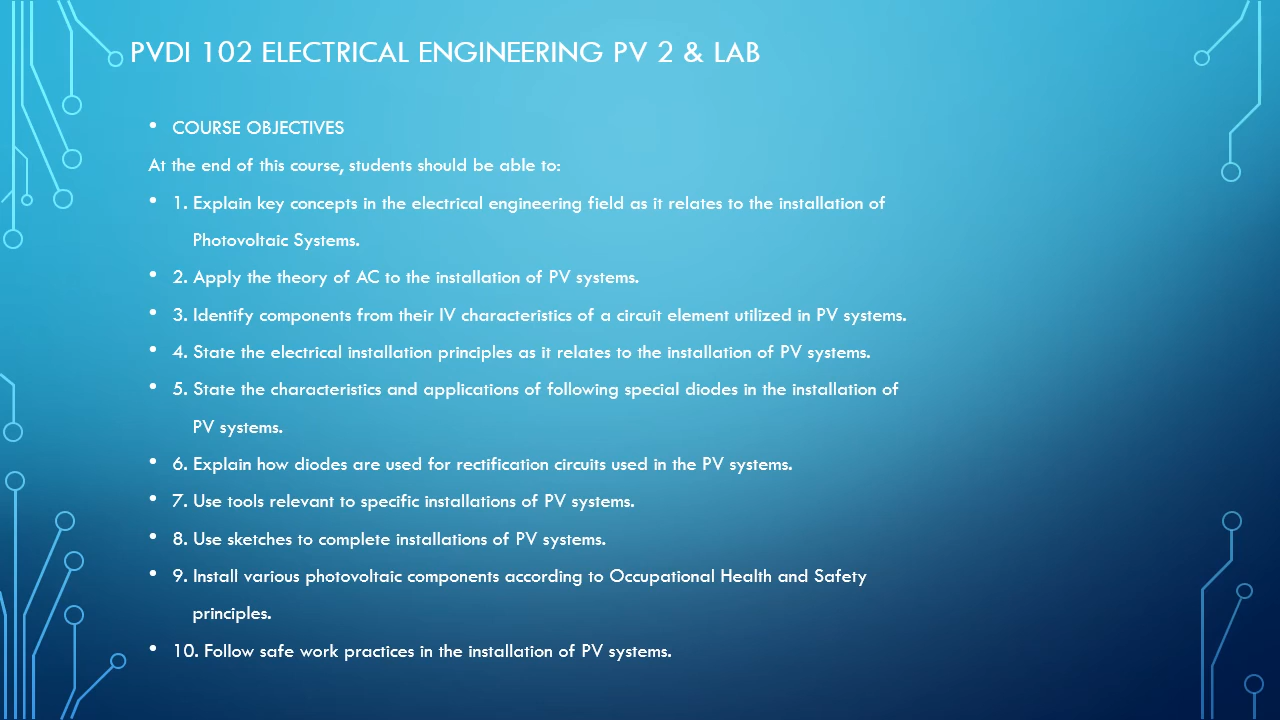 PVDI 102 ELECTRICAL ENGINEERING PV 2 & LAB
• COURSE OBJECTIVES
At the end of this course, students should be able to:
• 1. Explain key concepts in the electrical engineering field as it relates to the installation of
Photovoltaic Systems.
• 2. Apply the theory of AC to the installation of PV systems.
• 3. Identify components from their IV characteristics of a circuit element utilized in PV systems.
• 4. State the electrical installation principles as it relates to the installation of PV systems.
• 5. State the characteristics and applications of following special diodes in the installation of
PV systems.
• 6. Explain how diodes are used for rectification circuits used in the PV systems.
• 7. Use tools relevant to specific installations of PV systems.
• 8. Use sketches to complete installations of PV systems.
• 9. Install various photovoltaic components according to Occupational Health and Safety
principles.
• 10. Follow safe work practices in the installation of PV systems.